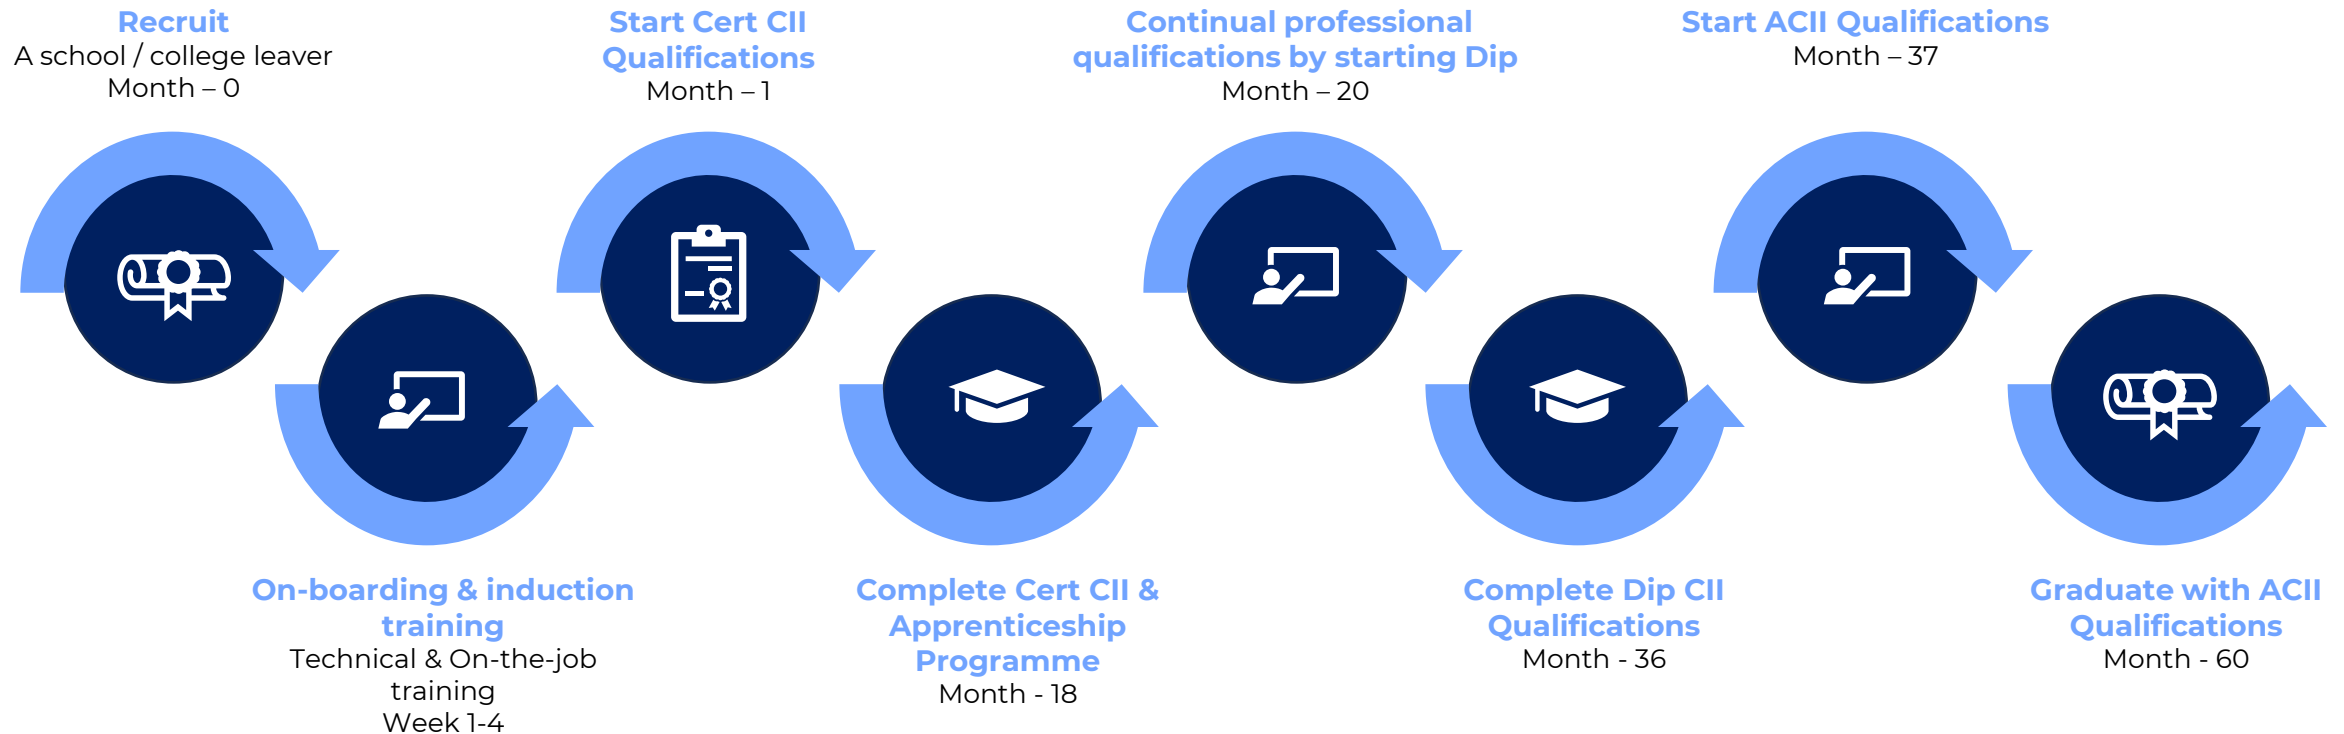 Recruit
A school / college leaver
Month – 0
On-boarding & induction
training
Technical & On-the-job
training
Week 1-4
Start Cert CII
Qualifications
Month – 1
Complete Cert CII &
Apprenticeship
Programme
Month - 18
Continual professional
qualifications by starting Dip
Month – 20
Complete Dip CII
Qualifications
Month - 36
Start ACII Qualifications
Month – 37
Graduate with ACII
Qualifications
Month - 60